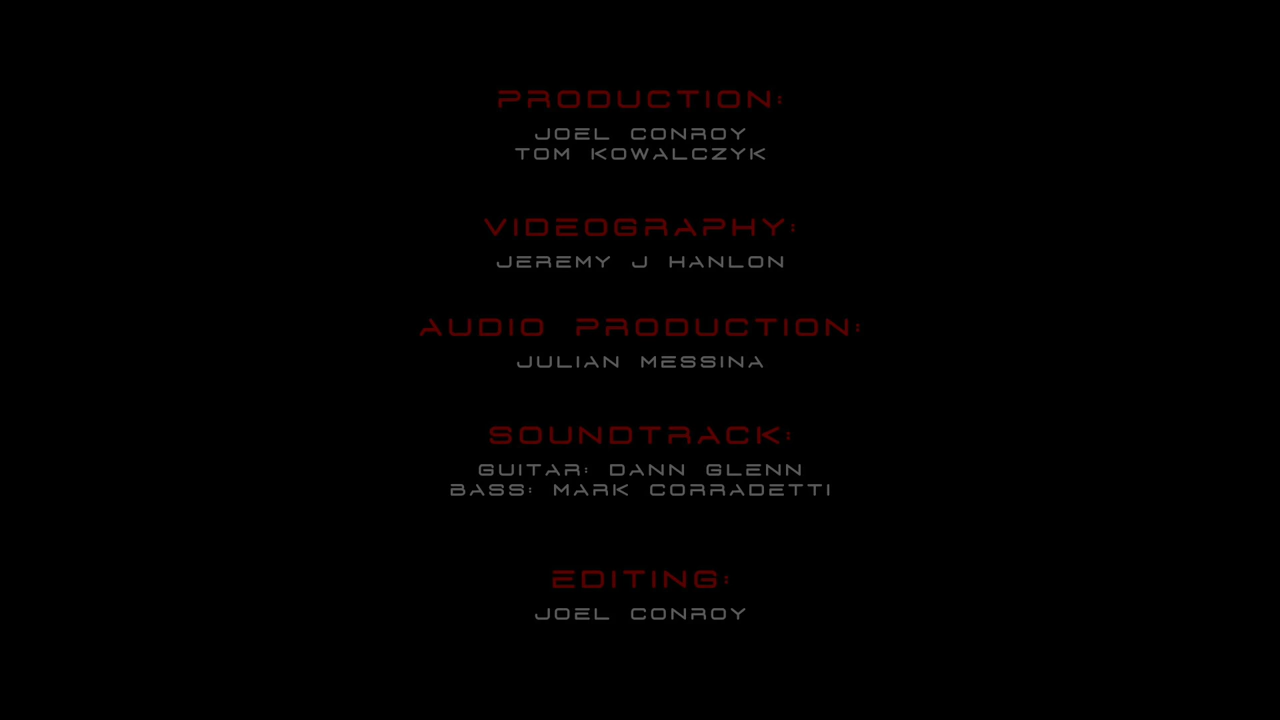 PRODUCTION:
JOEL CONROY
TOM KOWALCZYK
VIDEOGRAPHY:
JEREMY J HANLON
AUDIO PRODUCTION:
JULIAN MESSINA
SOUNDTRACK:
GUITAR: DANN GLENN
BASS: MARK CORRADETTI
EDITING:
JOEL CONROY